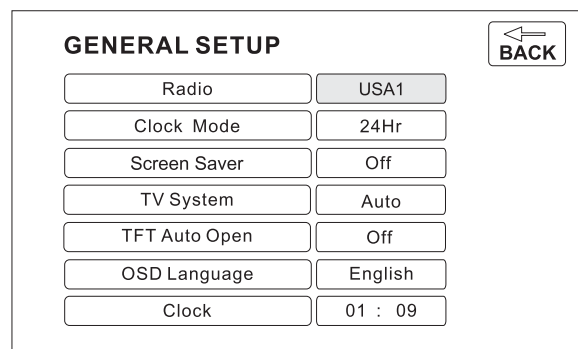 GENERAL SETUP
BACK
Radio USA1
Clock Mode 24Hr
Screen Saver Off
TV System Auto
TFT Auto Open Off
OSD Language English
Clock 01 : 09